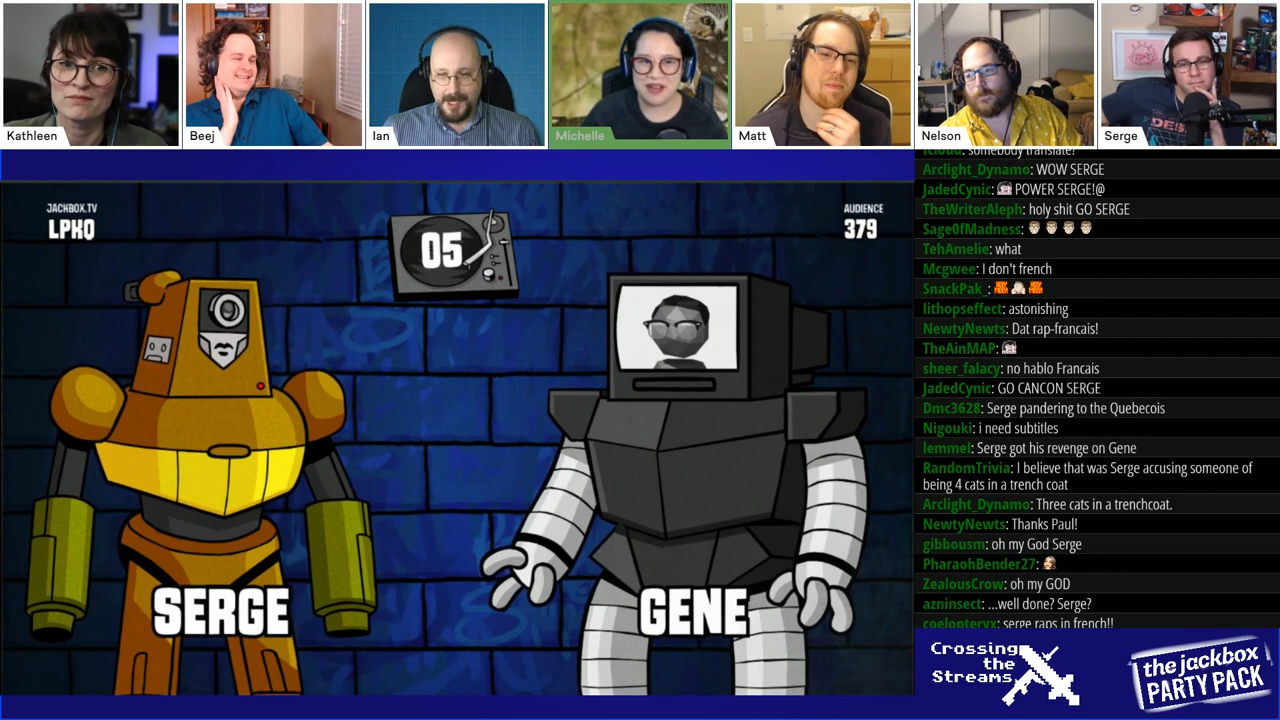 Kathleen
Beej
Ian
Michelle
Matt
Nelson
Serge
JACKBOX.TV
LPKQ
05
AUDIENCE
379
SERGE
GENE
rcloud: somebody translate?
Arclight_Dynamo: WOW SERGE
JadedCynic: POWER SERGE!@
TheWriterAleph: holy shit GO SERGE
SageOfMadness:
TehAmelie: what
Mcgwee: I don't french
SnackPak_:
lithopseffect: astonishing
NewtyNewts: Dat rap-francais!
TheAinMAP:
sheer_falacy: no hablo Francais
JadedCynic: GO CANCON SERGE
Dmc3628: Serge pandering to the Quebecois
Nigouki: i need subtitles
lemmel: Serge got his revenge on Gene
RandomTrivia: I believe that was Serge accusing someone of
being 4 cats in a trench coat
Arclight_Dynamo: Three cats in a trenchcoat.
NewtyNewts: Thanks Paul!
gibbousm: oh my God Serge
PharaohBender27:
ZealousCrow: oh my GOD
azninsect: ...well done? Serge?
coelopteryx: serge raps in french!!
Crossing
the
Streams
the jackbox
PARTY PACK